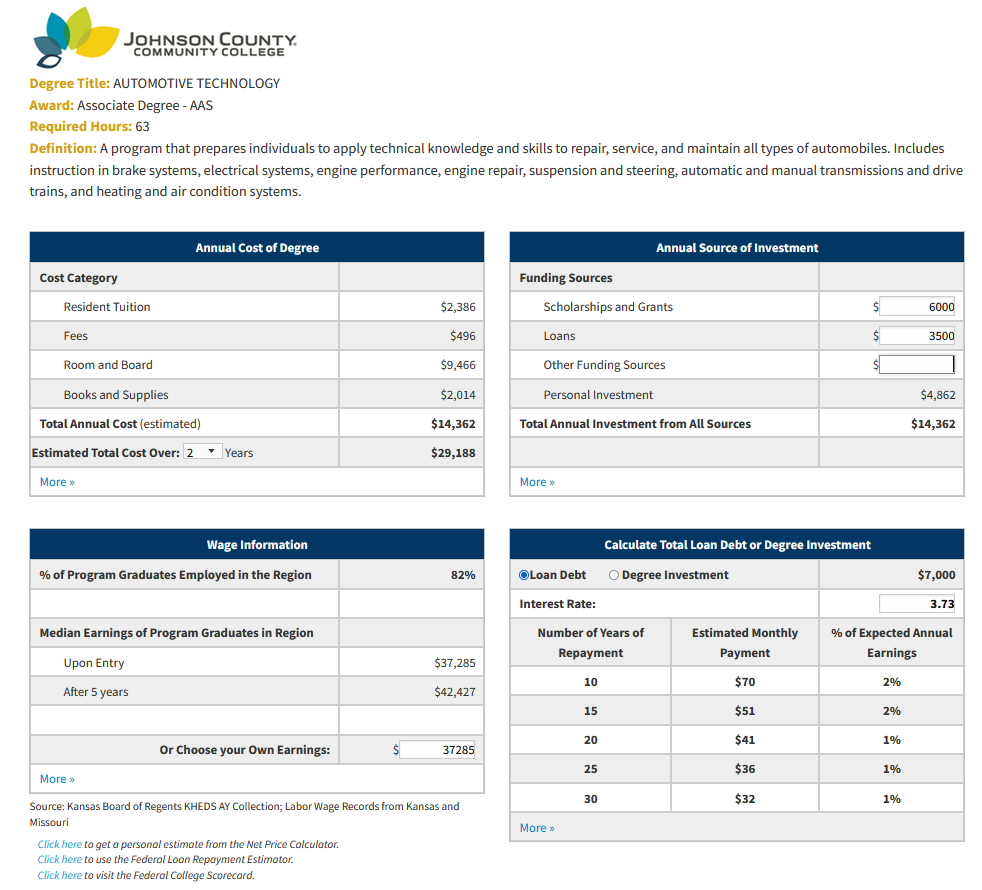 JOHNSON COUNTY
COMMUNITY COLLEGE
Degree Title: AUTOMOTIVE TECHNOLOGY
Award: Associate Degree - AAS
Required Hours: 63
Definition: A program that prepares individuals to apply technical knowledge and skills to repair, service, and maintain all types of automobiles. Includes
instruction in brake systems, electrical systems, engine performance, engine repair, suspension and steering, automatic and manual transmissions and drive
trains, and heating and air condition systems.
Annual Cost of Degree
Cost Category
Resident Tuition $2,386
Fees $496
Room and Board $9,466
Books and Supplies $2,014
Total Annual Cost (estimated) $14,362
Estimated Total Cost Over: 2 Years $29,188
More »
Annual Source of Investment
Funding Sources
Scholarships and Grants $ 6000
Loans $ 3500
Other Funding Sources $
Personal Investment $4,862
Total Annual Investment from All Sources $14,362
More »
Wage Information
% of Program Graduates Employed in the Region 82%
Median Earnings of Program Graduates in Region
Upon Entry $37,285
After 5 years $42,427
Or Choose your Own Earnings: $ 37285
More »
Source: Kansas Board of Regents KHEDS AY Collection; Labor Wage Records from Kansas and
Missouri
Click here to get a personal estimate from the Net Price Calculator.
Click here to use the Federal Loan Repayment Estimator.
Click here to visit the Federal College Scorecard.
Calculate Total Loan Debt or Degree Investment
Loan Debt Degree Investment $7,000
Interest Rate: 3.73
Number of Years of Repayment Estimated Monthly Payment % of Expected Annual Earnings
10 $70 2%
15 $51 2%
20 $41 1%
25 $36 1%
30 $32 1%
More »